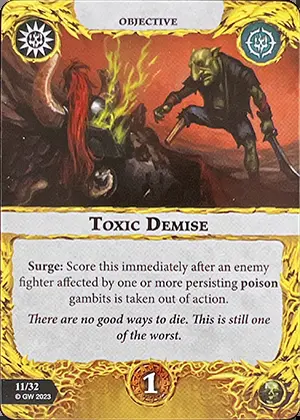 OBJECTIVE
TOXIC DEMISE
Surge: Score this immediately after an enemy
fighter affected by one or more persisting poison
gambits is taken out of action.
There are no good ways to die. This is still one
of the worst.
11/32
© GW 2023
1